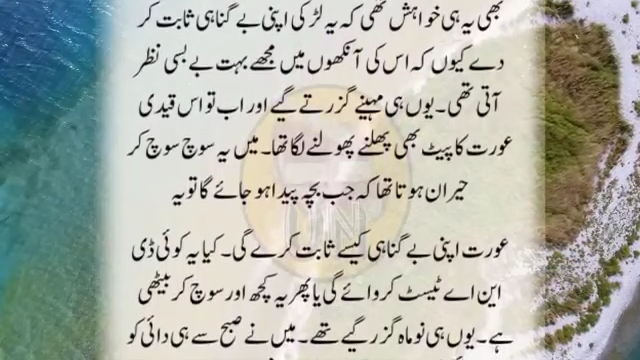 بھی یہ ہی خواہش تھی کہ یہ لڑکی اپنی بے گناہی ثابت کر
دے کیوں کہ اس کی آنکھوں میں مجھے بہت بے بسی نظر
آتی تھی۔ یوں ہی مہینے گزرتے گیے اور اب تو اس قیدی
عورت کا پیٹ بھی پھلنے پھولنے لگا تھا۔ میں یہ سوچ سوچ کر
حیران ہوتا تھا کہ جب بچہ پیدا ہو جائے گا تو یہ
عورت اپنی بے گناہی کیسے ثابت کرے گی۔ کیا یہ کوئی ڈی
این اے ٹیسٹ کروائے گی یا پھر یہ کچھ اور سوچ کر بیٹھی
ہے۔ یوں ہی نو ماہ گزر گیے تھے۔ میں نے صبح سے ہی دائی کو